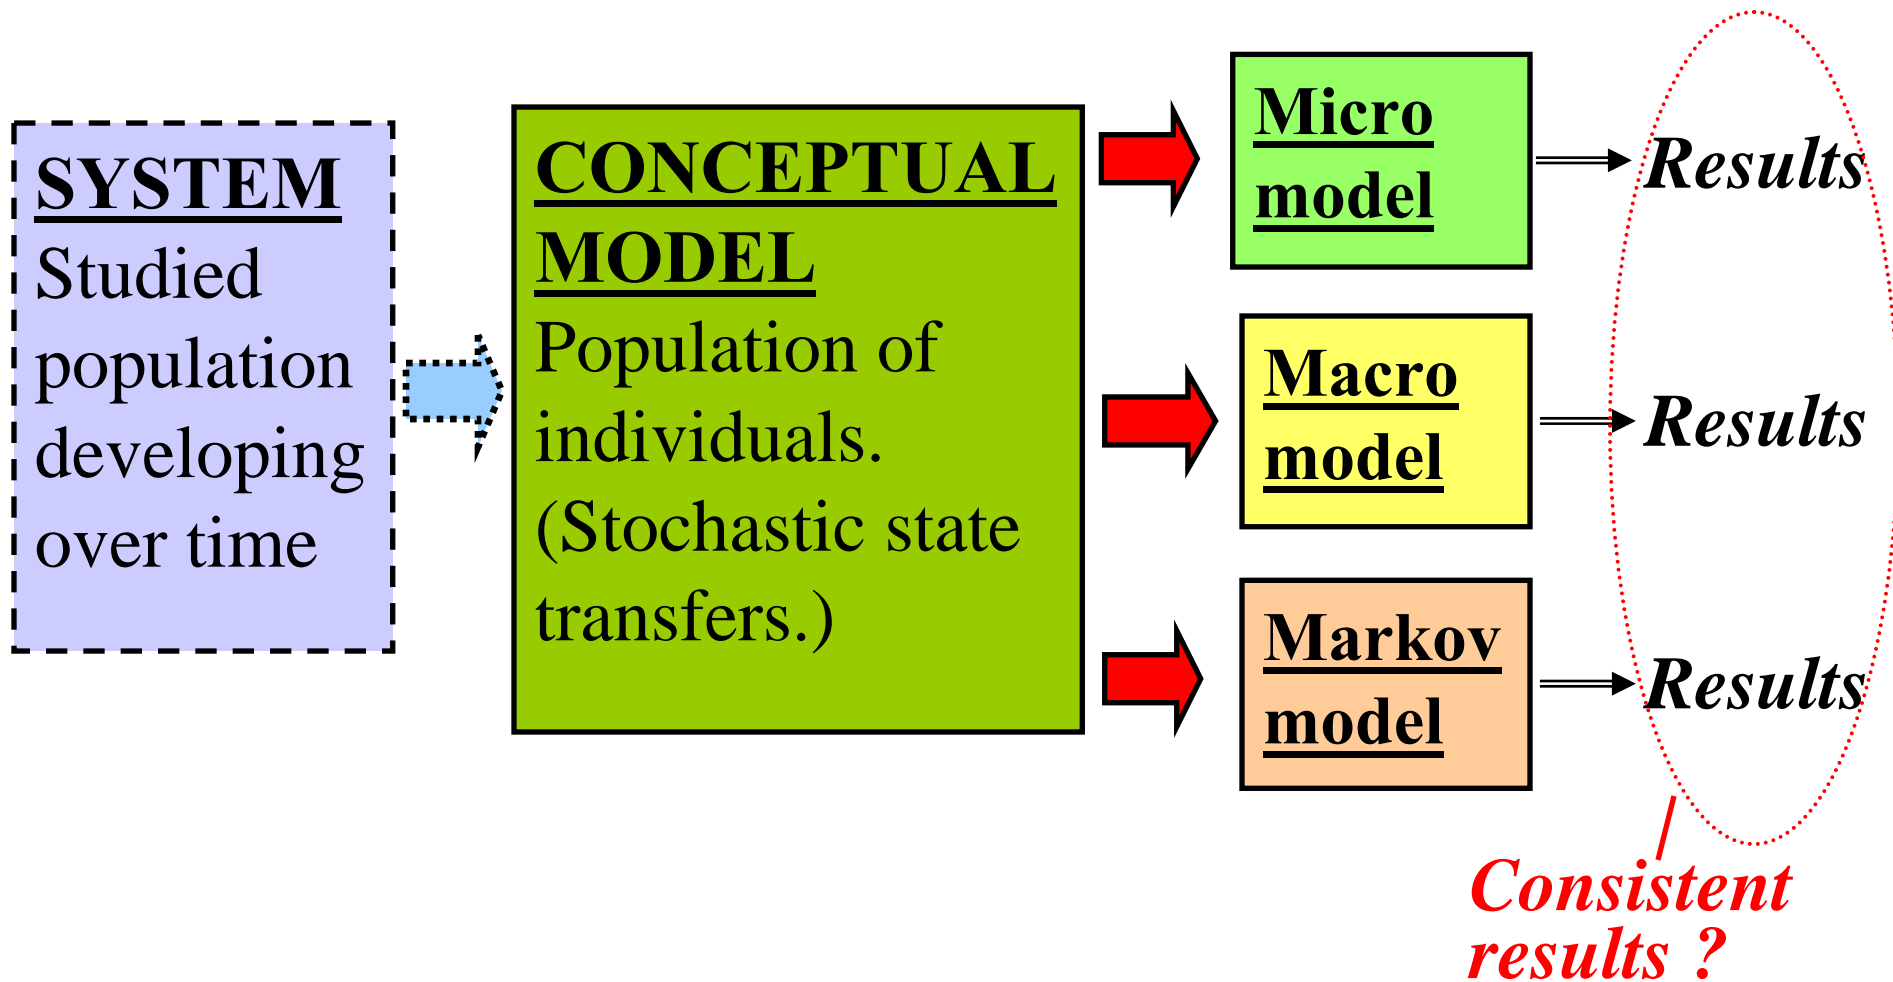 SYSTEM
Studied
population
developing
over time
CONCEPTUAL
MODEL
Population of
individuals.
(Stochastic state
transfers.)
Micro
model
Results
Macro
model
Results
Markov
model
Results
Consistent
results ?